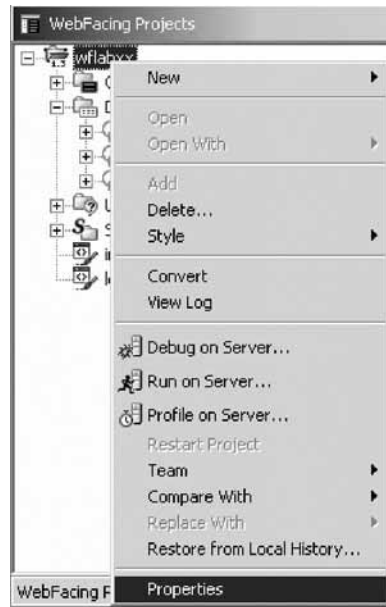 WebFacing Projects
wflabxx
New
Open
Open With
Add
Delete...
Style
Convert
View Log
Debug on Server...
Run on Server...
Profile on Server...
Restart Project
Team
Compare With
Replace With
Restore from Local History...
WebFacing
Properties